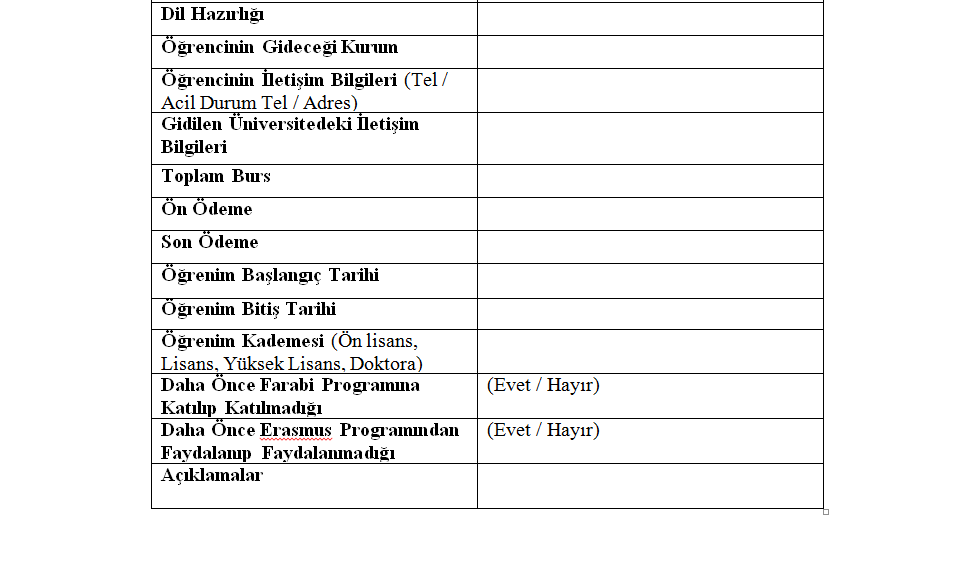 Dil Hazırlığı
Öğrencinin Gideceği Kurum
Öğrencinin İletişim Bilgileri (Tel /
Acil Durum Tel / Adres)
Gidilen Üniversitedeki İletişim
Bilgileri
Toplam Burs
Ön Ödeme
Son Ödeme
Öğrenim Başlangıç Tarihi
Öğrenim Bitiş Tarihi
Öğrenim Kademesi (Ön lisans,
Lisans, Yüksek Lisans, Doktora)
Daha Önce Farabi Programına (Evet / Hayır)
Katılıp Katılmadığı
Daha Önce Erasmus Programından (Evet / Hayır)
Faydalanıp Faydalanmadığı
Açıklamalar